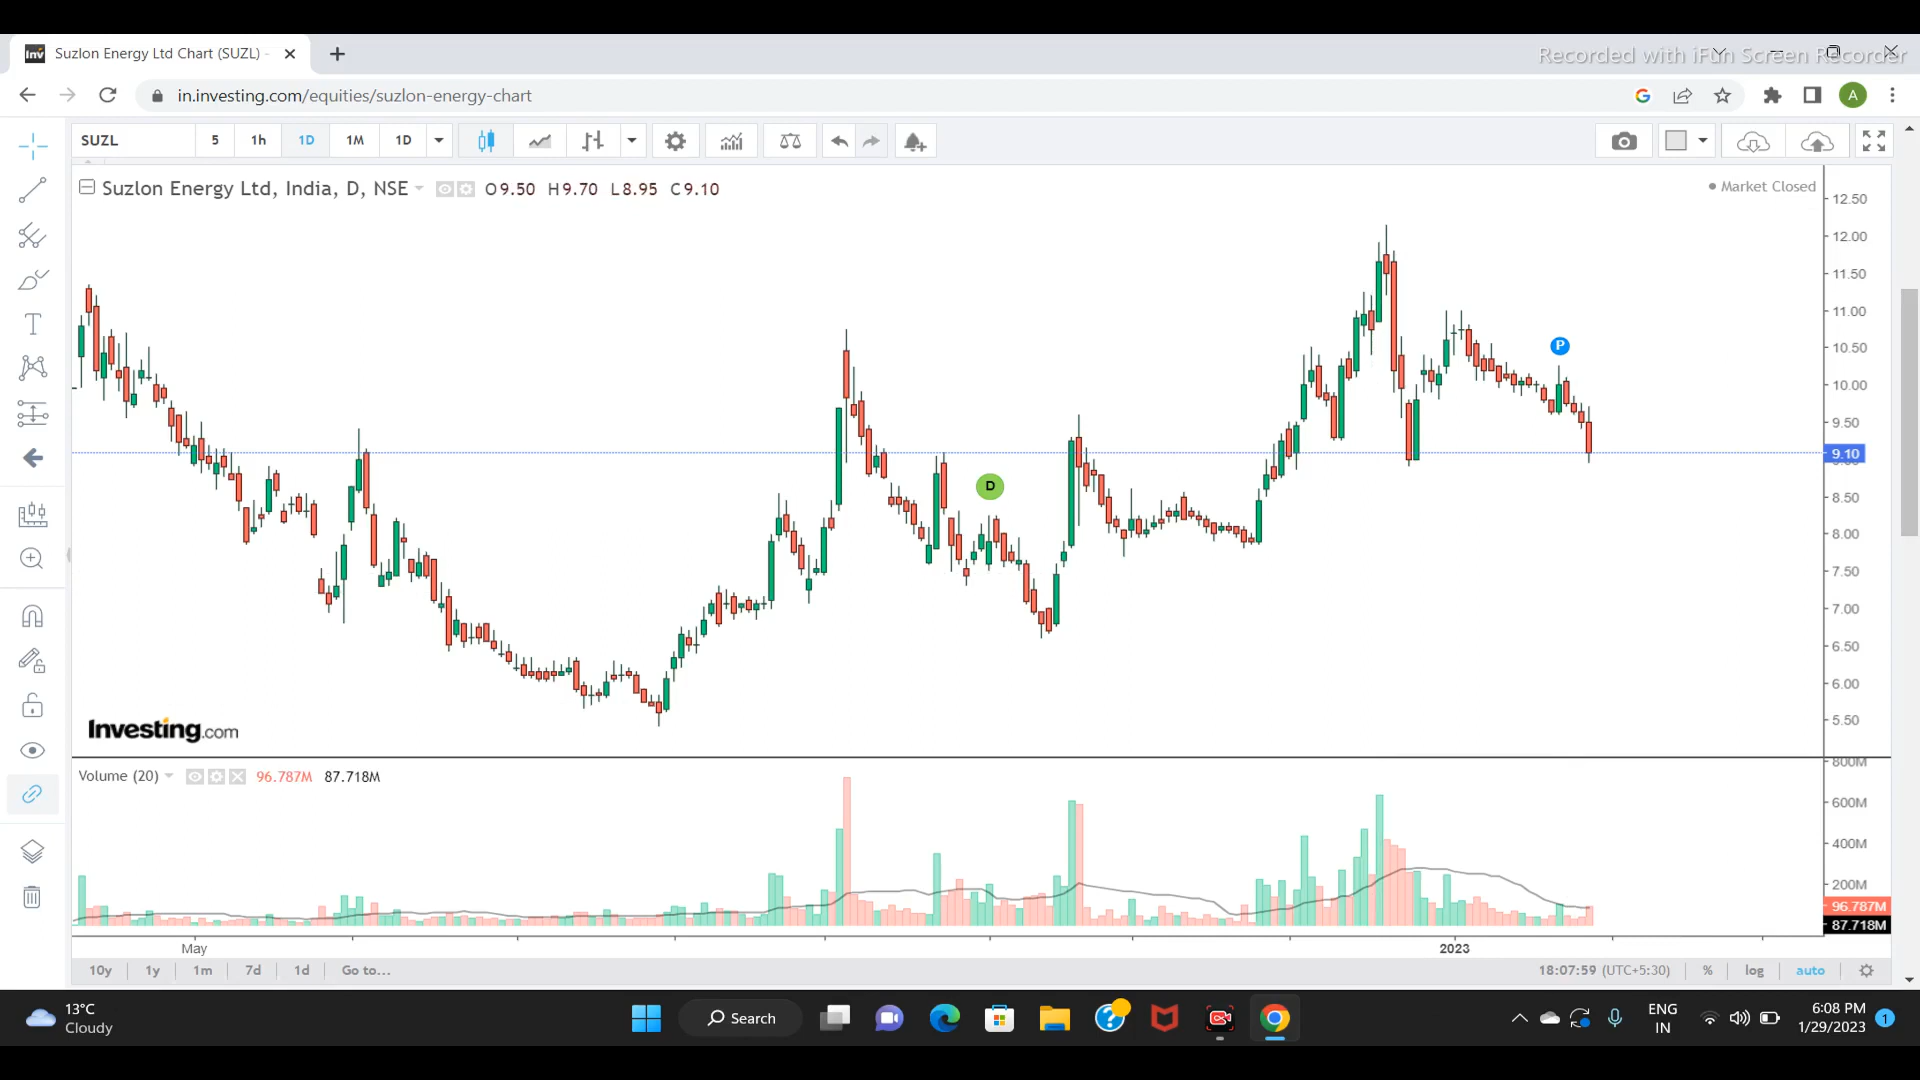 Suzlon Energy Ltd Chart (SUZL) -
Recorded with iFun Screen Recorder
in.investing.com/equities/suzlon-energy-chart
A
SUZL 5 1h 1D 1M 1D
Suzlon Energy Ltd, India, D, NSE O9.50 H9.70 L8.95 C9.10
Market Closed
12.50
12.00
11.50
11.00
10.50
10.00
9.50
9.10
8.50
8.00
7.50
7.00
6.50
6.00
5.50
P
D
Investing.com
Volume (20) 96.787M 87.718M
800M
600M
400M
200M
96.787M
87.718M
May 2023
10y 1y 1m 7d 1d Go to... 18:07:59 (UTC+5:30) % log auto
13°C
Cloudy
Search
ENG
IN
6:08 PM
1/29/2023
1